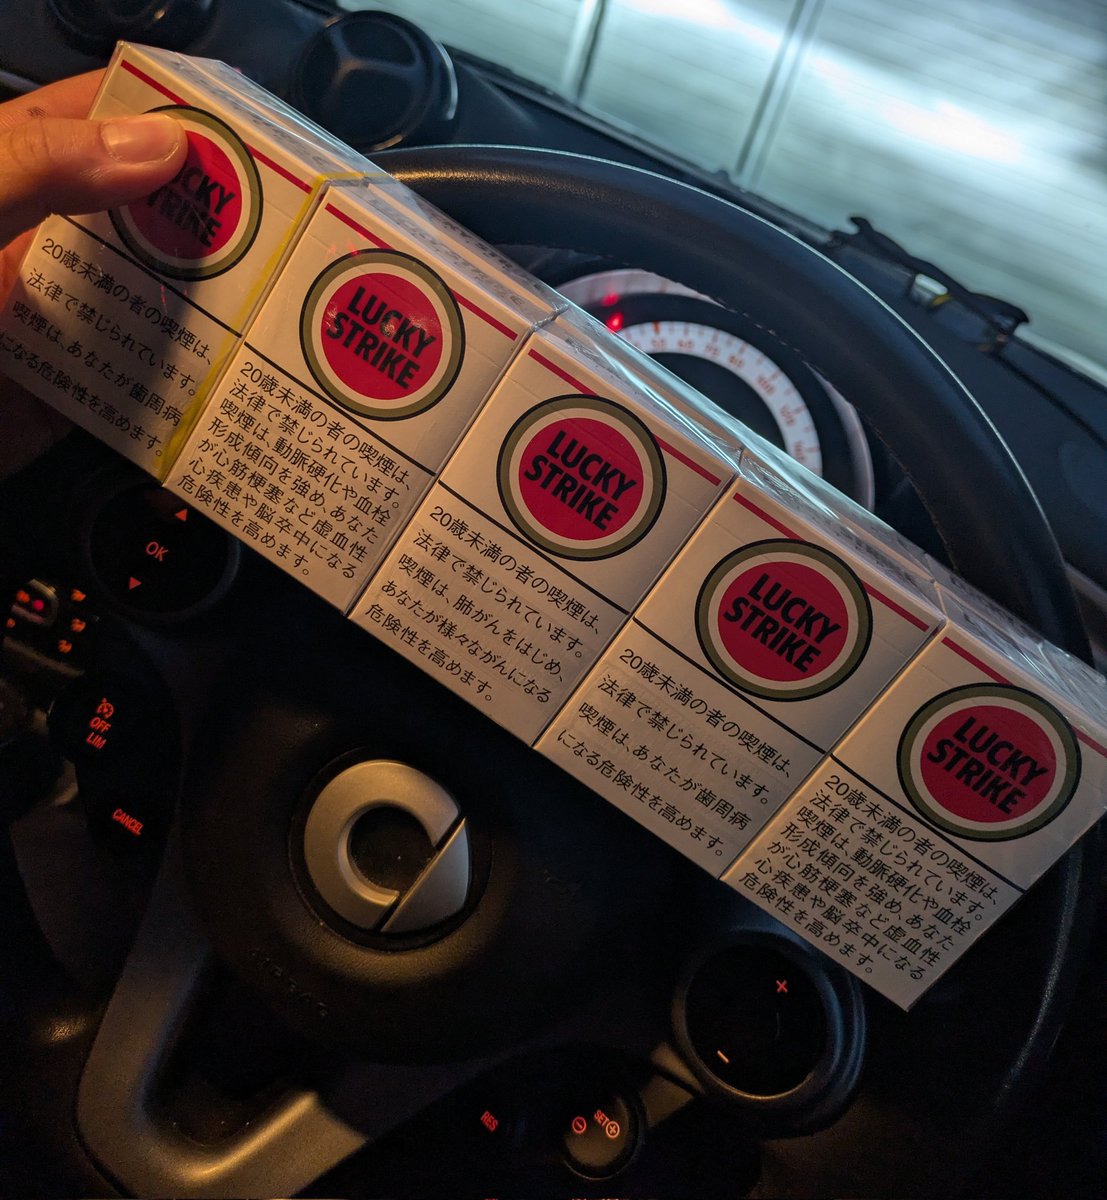 LUCKY
STRIKE
20歳未満の者の喫煙は、
法律で禁じられています。
喫煙は、あなたが歯周病
になる危険性を高めます。
LUCKY
STRIKE
20歳未満の者の喫煙は、
法律で禁じられています。
喫煙は、動脈硬化や血栓
形成傾向を強め、あなた
が心筋梗塞など虚血性
心疾患や脳卒中になる
危険性を高めます。
LUCKY
STRIKE
20歳未満の者の喫煙は、
法律で禁じられています。
喫煙は、肺がんをはじめ、
あなたが様々ながんになる
危険性を高めます。
LUCKY
STRIKE
20歳未満の者の喫煙は、
法律で禁じられています。
喫煙は、あなたが歯周病
になる危険性を高めます。
LUCKY
STRIKE
20歳未満の者の喫煙は、
法律で禁じられています。
喫煙は、動脈硬化や血栓
形成傾向を強め、あなた
が心筋梗塞など虚血性
心疾患や脳卒中になる
危険性を高めます。
OK
OFF
LIM
CANCEL
+
−
RES
SET